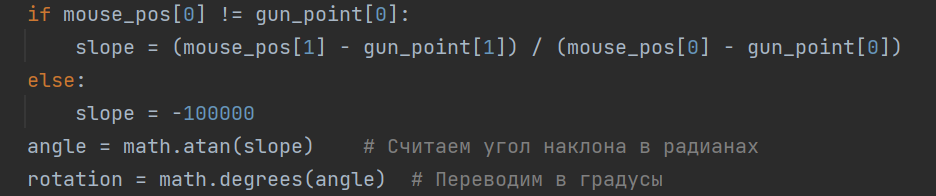 if mouse_pos[0] != gun_point[0]:
    slope = (mouse_pos[1] - gun_point[1]) / (mouse_pos[0] - gun_point[0])
else:
    slope = -100000
angle = math.atan(slope)    # Считаем угол наклона в радианах
rotation = math.degrees(angle)  # Переводим в градусы